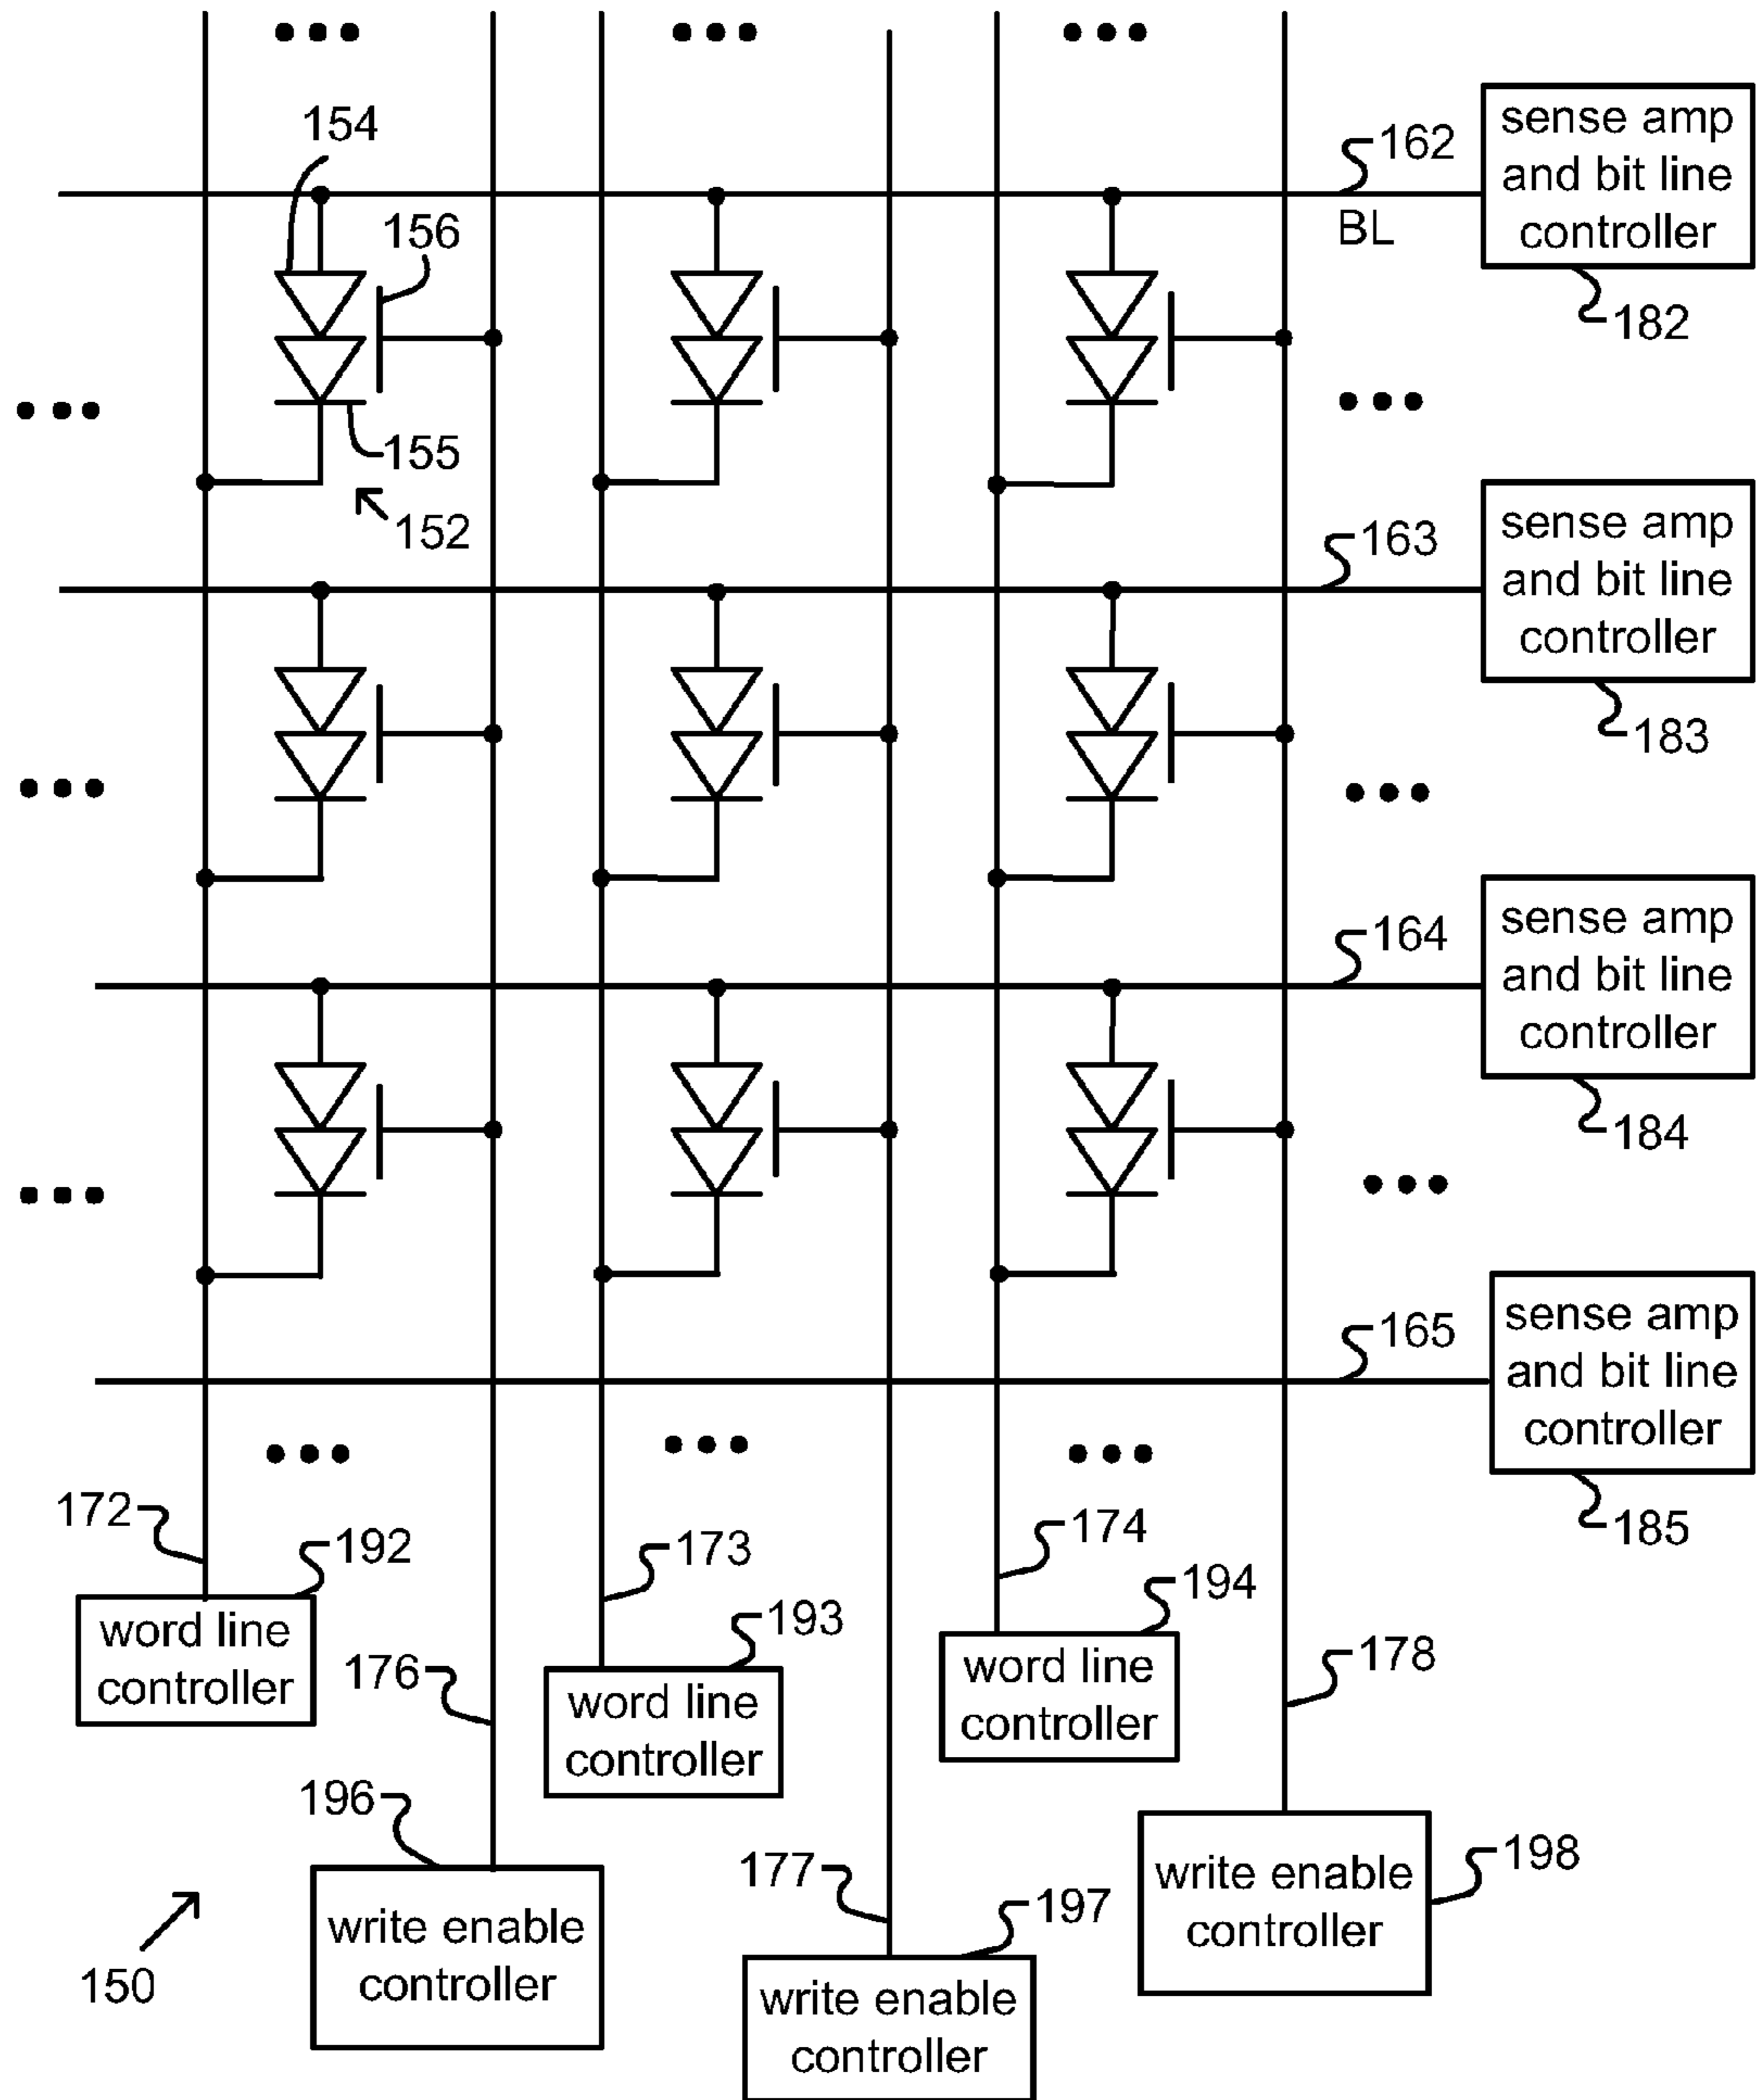 154
162
sense amp
and bit line
controller
BL
156
182
155
152
163
sense amp
and bit line
controller
183
164
sense amp
and bit line
controller
184
165
sense amp
and bit line
controller
185
172
192
173
174
194
193
word line
controller
176
word line
controller
word line
controller
178
196
177
197
198
write enable
controller
write enable
controller
write enable
controller
150